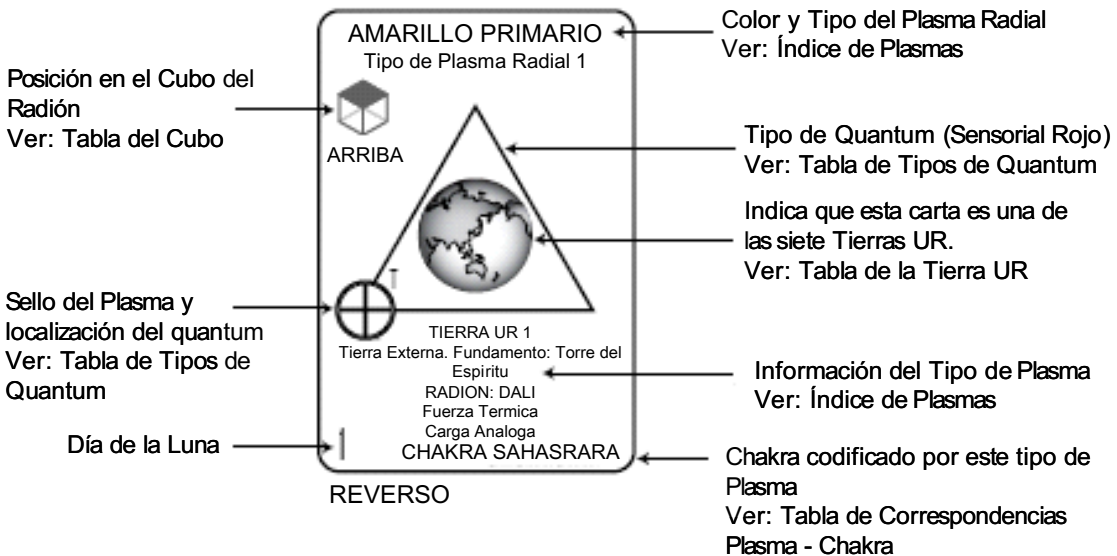 AMARILLO PRIMARIO
Tipo de Plasma Radial 1
Color y Tipo del Plasma Radial
Ver: Índice de Plasmas
Posición en el Cubo del
Radión
Ver: Tabla del Cubo
ARRIBA
Tipo de Quantum (Sensorial Rojo)
Ver: Tabla de Tipos de Quantum
Indica que esta carta es una de
las siete Tierras UR.
Ver: Tabla de la Tierra UR
T
Sello del Plasma y
localización del quantum
Ver: Tabla de Tipos de
Quantum
TIERRA UR 1
Tierra Externa. Fundamento: Torre del
Espiritu
RADION: DALI
Fuerza Termica
Carga Analoga
CHAKRA SAHASRARA
Información del Tipo de Plasma
Ver: Índice de Plasmas
Día de la Luna
1
REVERSO
Chakra codificado por este tipo de
Plasma
Ver: Tabla de Correspondencias
Plasma - Chakra